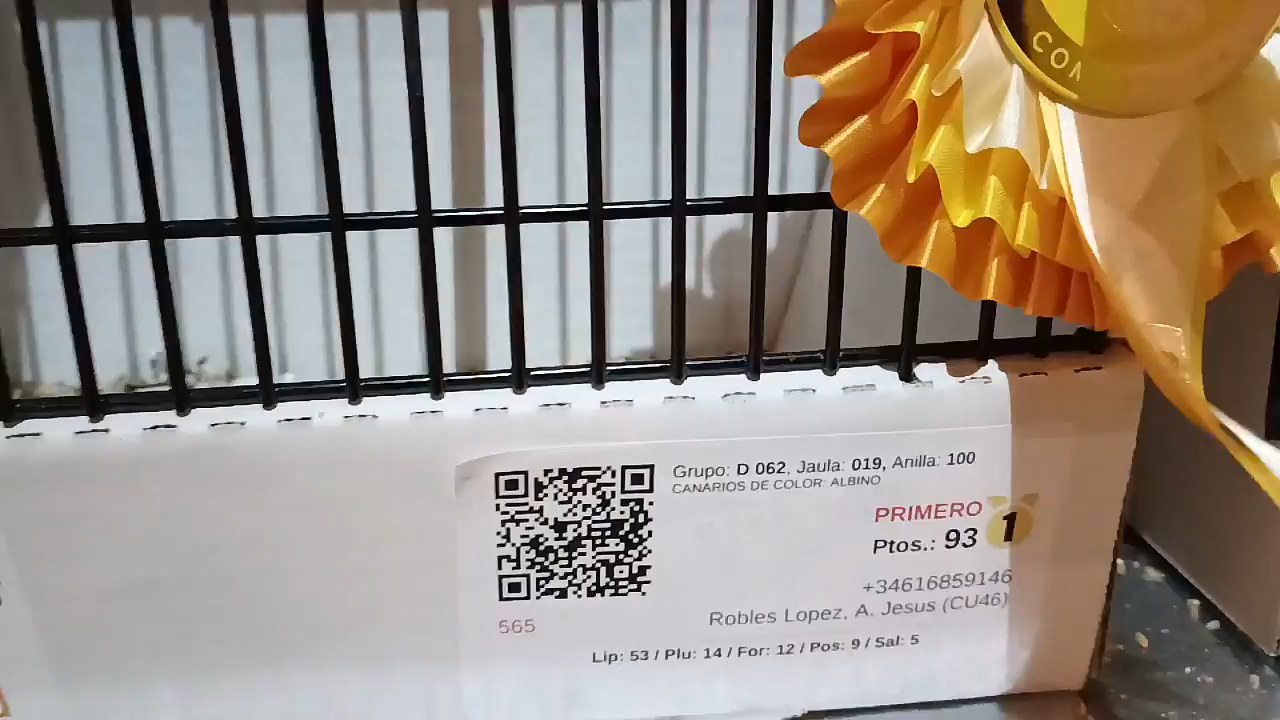 Grupo: D 062, Jaula: 019, Anilla: 100
CANARIOS DE COLOR: ALBINO
PRIMERO
1
Ptos.: 93
+34616859146
Robles Lopez, A. Jesus (CU46)
565
Lip: 53 / Plu: 14 / For: 12 / Pos: 9 / Sal: 5